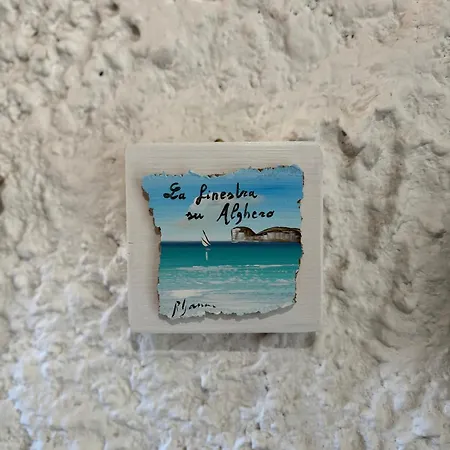 La finestra
su Alghero